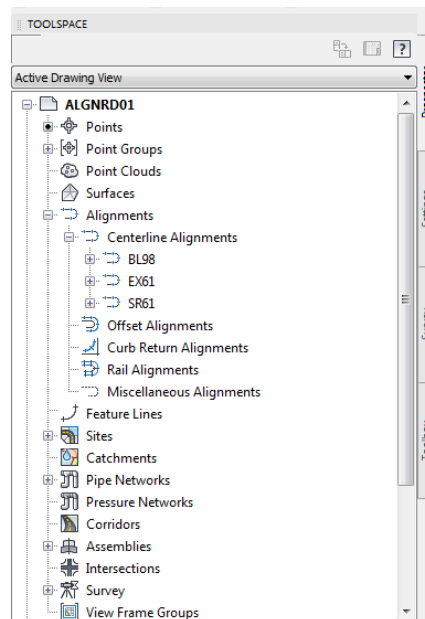 TOOLSPACE
Active Drawing View
ALGNRD01
Points
Point Groups
Point Clouds
Surfaces
Alignments
Centerline Alignments
BL98
EX61
SR61
Offset Alignments
Curb Return Alignments
Rail Alignments
Miscellaneous Alignments
Feature Lines
Sites
Catchments
Pipe Networks
Pressure Networks
Corridors
Assemblies
Intersections
Survey
View Frame Groups